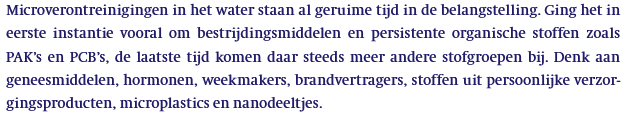 Microverontreinigingen in het water staan al geruime tijd in de belangstelling. Ging het in
eerste instantie vooral om bestrijdingsmiddelen en persistente organische stoffen zoals
PAK’s en PCB’s, de laatste tijd komen daar steeds meer andere stofgroepen bij. Denk aan
geneesmiddelen, hormonen, weekmakers, brandvertragers, stoffen uit persoonlijke verzor-
gingsproducten, microplastics en nanodeeltjes.